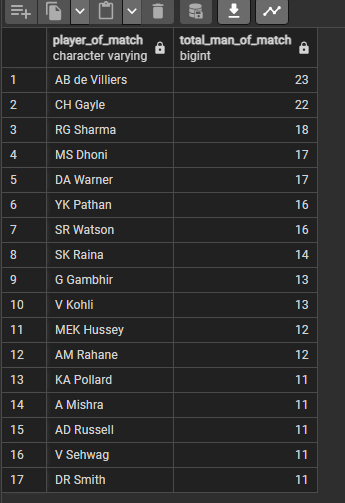 player_of_match total_man_of_match
character varying bigint
1 AB de Villiers 23
2 CH Gayle 22
3 RG Sharma 18
4 MS Dhoni 17
5 DA Warner 17
6 YK Pathan 16
7 SR Watson 16
8 SK Raina 14
9 G Gambhir 13
10 V Kohli 13
11 MEK Hussey 12
12 AM Rahane 12
13 KA Pollard 11
14 A Mishra 11
15 AD Russell 11
16 V Sehwag 11
17 DR Smith 11